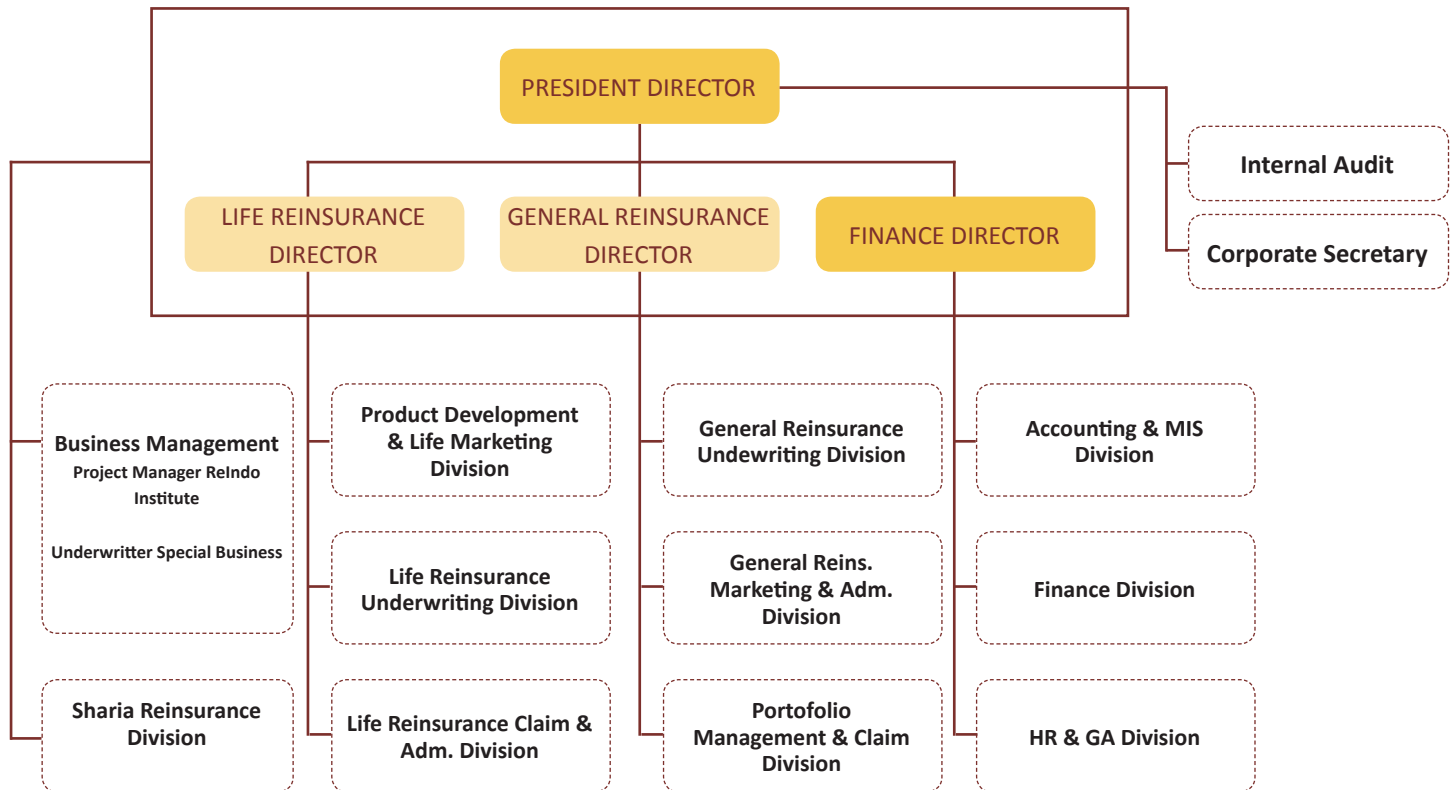 PRESIDENT DIRECTOR
Internal Audit
Corporate Secretary
LIFE REINSURANCE
DIRECTOR
GENERAL REINSURANCE
DIRECTOR
FINANCE DIRECTOR
Business Management
Project Manager ReIndo
Institute
Underwritter Special Business
Product Development
& Life Marketing
Division
General Reinsurance
Undewriting Division
Accounting & MIS
Division
Life Reinsurance
Underwriting Division
General Reins.
Marketing & Adm.
Division
Finance Division
Sharia Reinsurance
Division
Life Reinsurance Claim &
Adm. Division
Portofolio
Management & Claim
Division
HR & GA Division